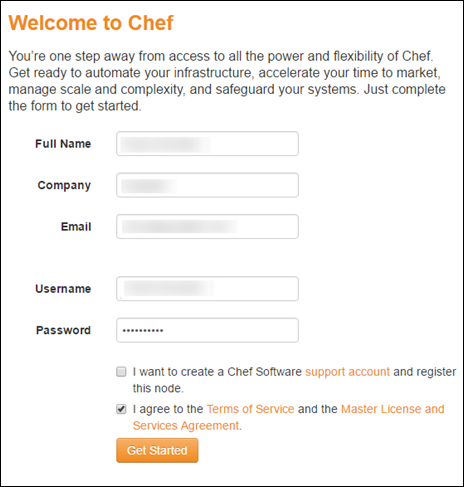 Welcome to Chef
You’re one step away from access to all the power and flexibility of Chef.
Get ready to automate your infrastructure, accelerate your time to market,
manage scale and complexity, and safeguard your systems. Just complete
the form to get started.
Full Name
Company
Email
Username
Password
••••••••••
I want to create a Chef Software support account and register
this node.
I agree to the Terms of Service and the Master License and
Services Agreement.
Get Started